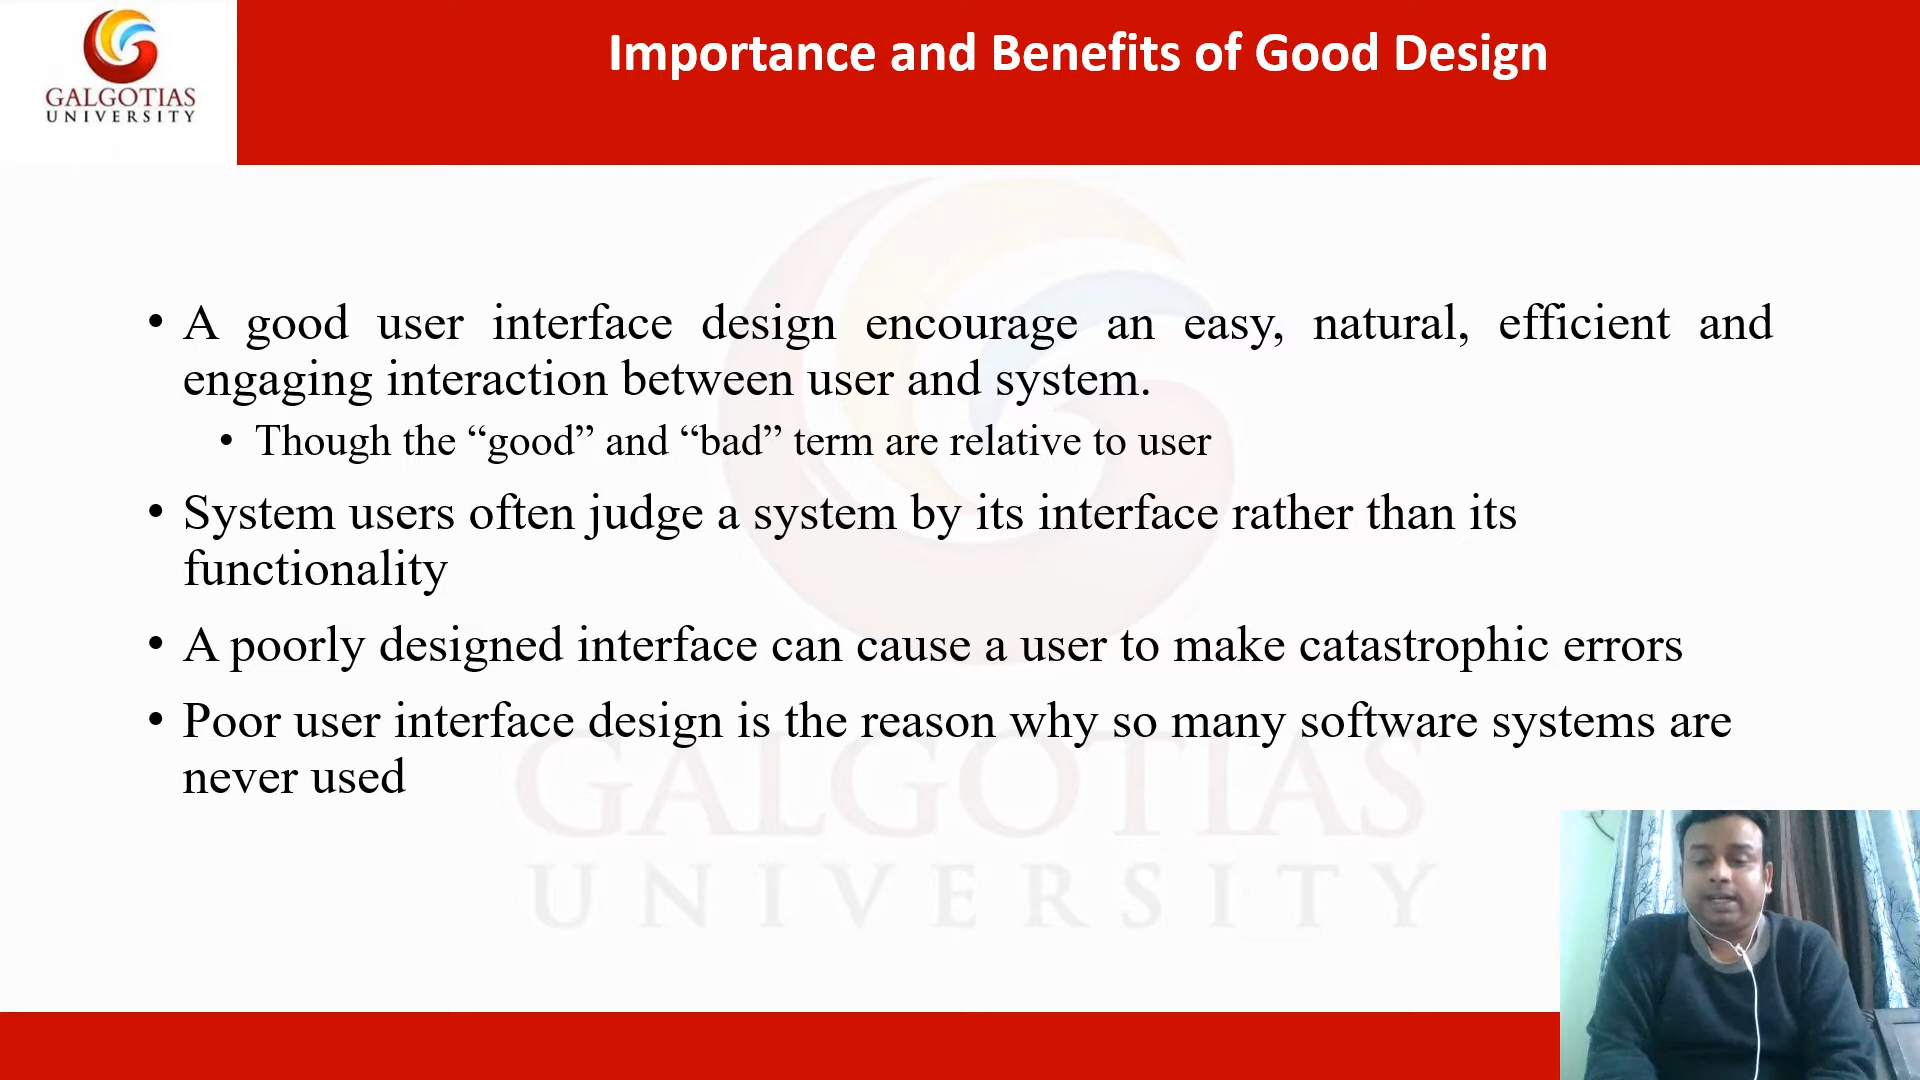 GALGOTIAS
UNIVERSITY
Importance and Benefits of Good Design
• A good user interface design encourage an easy, natural, efficient and
engaging interaction between user and system.
• Though the “good” and “bad” term are relative to user
• System users often judge a system by its interface rather than its
functionality
• A poorly designed interface can cause a user to make catastrophic errors
• Poor user interface design is the reason why so many software systems are
never used
GALGOTIAS
UNIVERSITY